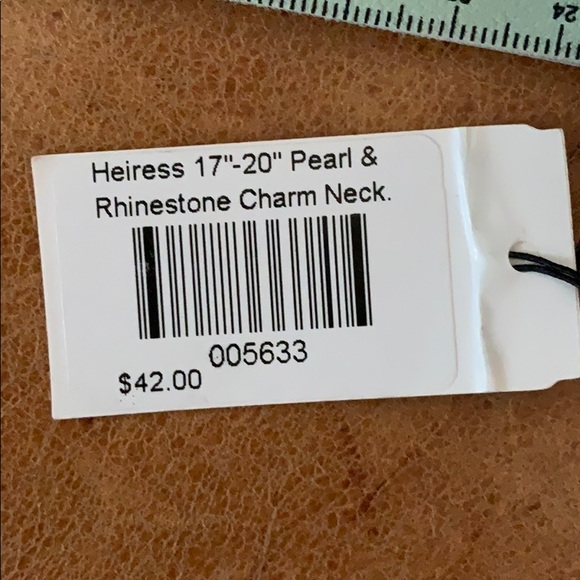 24
Heiress 17"-20" Pearl &
Rhinestone Charm Neck.
005633
$42.00